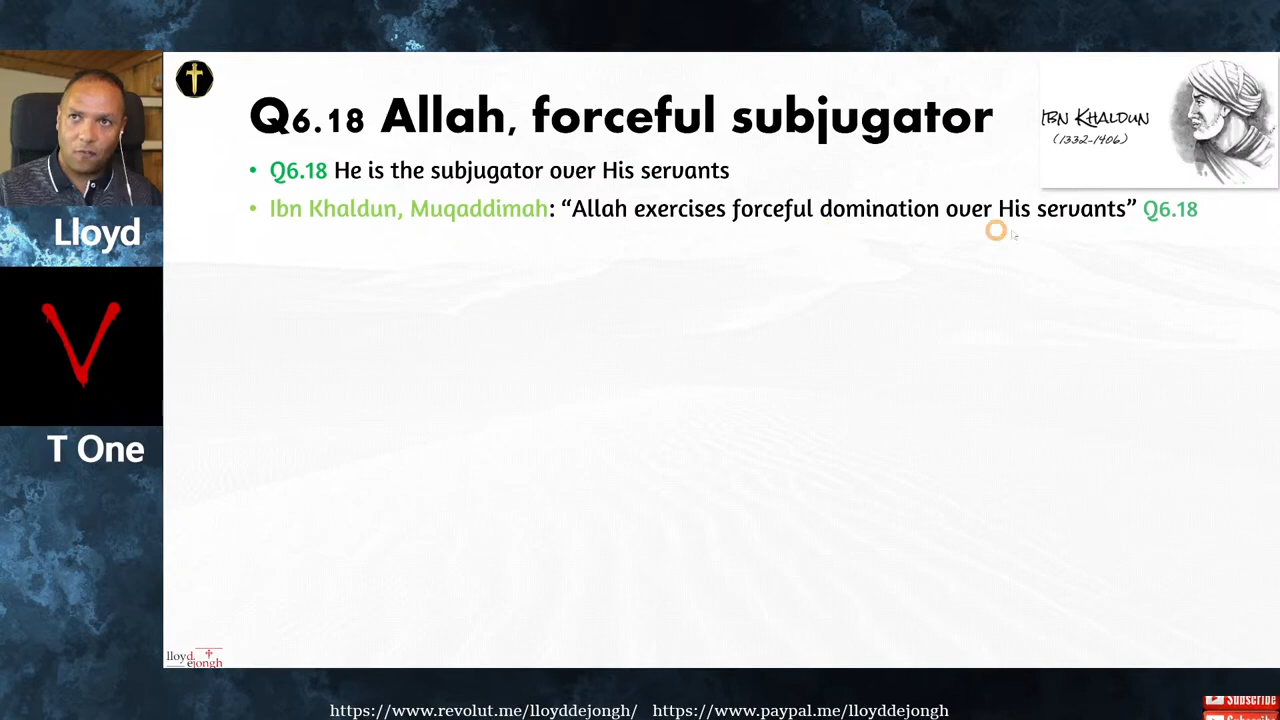 Q6.18 Allah, forceful subjugator
IBN KHALDUN
(1332-1406)
• Q6.18 He is the subjugator over His servants
• Ibn Khaldun, Muqaddimah: “Allah exercises forceful domination over His servants” Q6.18
Lloyd
V
T One
lloyd
ejongh
https://www.revolut.me/lloyddejongh/ https://www.paypal.me/lloyddejongh
Subscribe